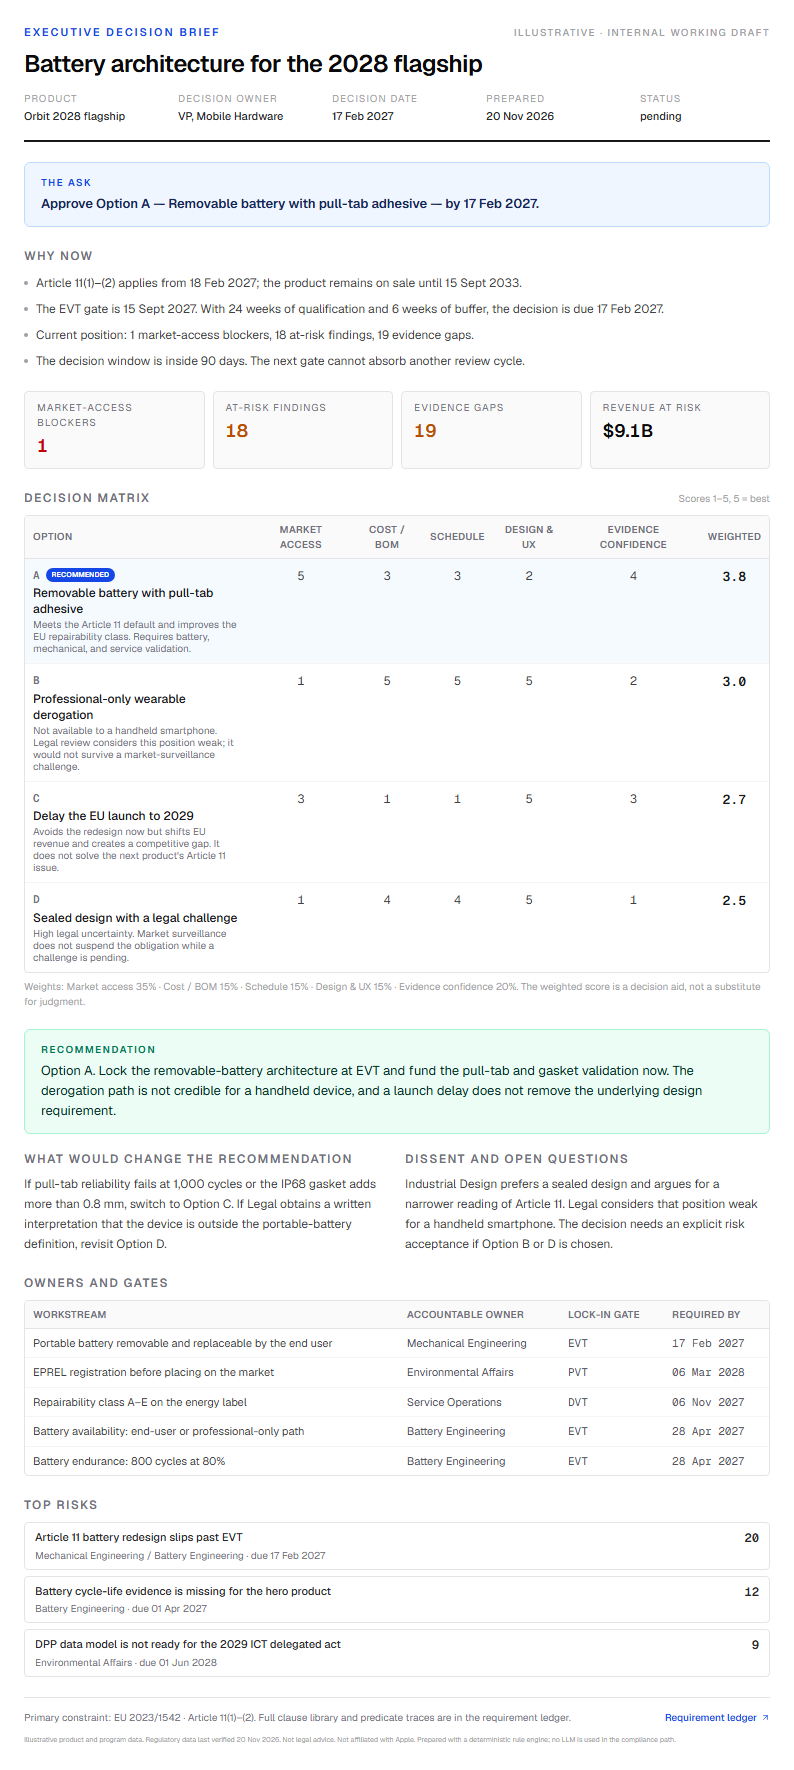 EXECUTIVE DECISION BRIEF
ILLUSTRATIVE · INTERNAL WORKING DRAFT
Battery architecture for the 2028 flagship
PRODUCT
DECISION OWNER
DECISION DATE
PREPARED
STATUS
Orbit 2028 flagship
VP, Mobile Hardware
17 Feb 2027
20 Nov 2026
pending
THE ASK
Approve Option A — Removable battery with pull-tab adhesive — by 17 Feb 2027.
WHY NOW
Article 11(1)–(2) applies from 18 Feb 2027; the product remains on sale until 15 Sept 2033.
The EVT gate is 15 Sept 2027. With 24 weeks of qualification and 6 weeks of buffer, the decision is due 17 Feb 2027.
Current position: 1 market-access blockers, 18 at-risk findings, 19 evidence gaps.
The decision window is inside 90 days. The next gate cannot absorb another review cycle.
MARKET-ACCESS
BLOCKERS
1
AT-RISK FINDINGS
18
EVIDENCE GAPS
19
REVENUE AT RISK
$9.1B
DECISION MATRIX
Scores 1–5, 5 = best
OPTION
MARKET
ACCESS
COST /
BOM
SCHEDULE
DESIGN &
UX
EVIDENCE
CONFIDENCE
WEIGHTED
A RECOMMENDED
Removable battery with pull-tab
adhesive
Meets the Article 11 default and improves the
EU repairability class. Requires battery,
mechanical, and service validation.
5 3 3 2 4 3.8
B
Professional-only wearable
derogation
Not available to a handheld smartphone.
Legal review considers this position weak; it
would not survive a market-surveillance
challenge.
1 5 5 5 2 3.0
C
Delay the EU launch to 2029
Avoids the redesign now but shifts EU
revenue and creates a competitive gap. It
does not solve the next product's Article 11
issue.
3 1 1 5 3 2.7
D
Sealed design with a legal challenge
High legal uncertainty. Market surveillance
does not suspend the obligation while a
challenge is pending.
1 4 4 5 1 2.5
Weights: Market access 35% · Cost / BOM 15% · Schedule 15% · Design & UX 15% · Evidence confidence 20%. The weighted score is a decision aid, not a substitute
for judgment.
RECOMMENDATION
Option A. Lock the removable-battery architecture at EVT and fund the pull-tab and gasket validation now. The
derogation path is not credible for a handheld device, and a launch delay does not remove the underlying design
requirement.
WHAT WOULD CHANGE THE RECOMMENDATION
If pull-tab reliability fails at 1,000 cycles or the IP68 gasket adds
more than 0.8 mm, switch to Option C. If Legal obtains a written
interpretation that the device is outside the portable-battery
definition, revisit Option D.
DISSENT AND OPEN QUESTIONS
Industrial Design prefers a sealed design and argues for a
narrower reading of Article 11. Legal considers that position weak
for a handheld smartphone. The decision needs an explicit risk
acceptance if Option B or D is chosen.
OWNERS AND GATES
WORKSTREAM ACCOUNTABLE OWNER LOCK-IN GATE REQUIRED BY
Portable battery removable and replaceable by the end user Mechanical Engineering EVT 17 Feb 2027
EPREL registration before placing on the market Environmental Affairs PVT 06 Mar 2028
Repairability class A–E on the energy label Service Operations DVT 06 Nov 2027
Battery availability: end-user or professional-only path Battery Engineering EVT 28 Apr 2027
Battery endurance: 800 cycles at 80% Battery Engineering EVT 28 Apr 2027
TOP RISKS
Article 11 battery redesign slips past EVT 20
Mechanical Engineering / Battery Engineering · due 17 Feb 2027
Battery cycle-life evidence is missing for the hero product 12
Battery Engineering · due 01 Apr 2027
DPP data model is not ready for the 2029 ICT delegated act 9
Environmental Affairs · due 01 Jun 2028
Primary constraint: EU 2023/1542 · Article 11(1)–(2). Full clause library and predicate traces are in the requirement ledger.
Requirement ledger ↗
Illustrative product and program data. Regulatory data last verified 20 Nov 2026. Not legal advice. Not affiliated with Apple. Prepared with a deterministic rule engine; no LLM is used in the compliance path.